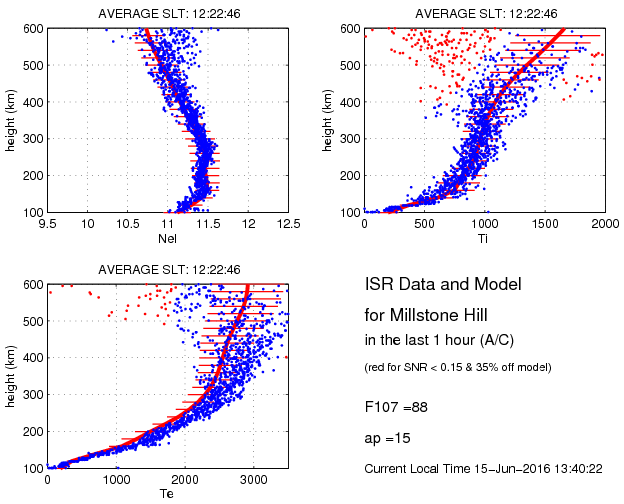 AVERAGE SLT: 12:22:46
600
500
400
300
200
100
height (km)
9.5 10 10.5 11 11.5 12 12.5
Nel
AVERAGE SLT: 12:22:46
600
500
400
300
200
100
height (km)
0 500 1000 1500 2000
Ti
AVERAGE SLT: 12:22:46
600
500
400
300
200
100
height (km)
0 1000 2000 3000
Te
ISR Data and Model
for Millstone Hill
in the last 1 hour (A/C)
(red for SNR < 0.15 & 35% off model)
F107 =88
ap =15
Current Local Time 15-Jun-2016 13:40:22